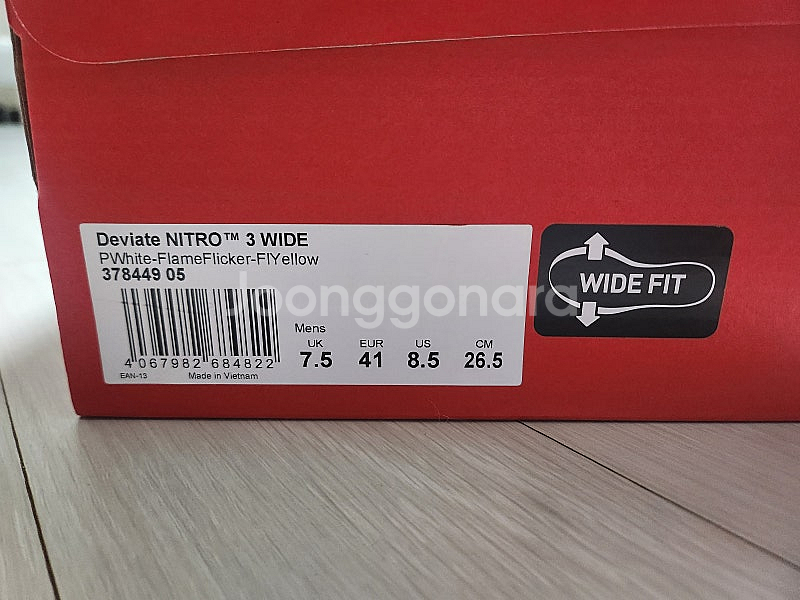 Deviate NITRO™ 3 WIDE
PWhite-FlameFlicker-FlYellow
378449 05
4 067982 684822
EAN-13
Made in Vietnam
Mens
UK EUR US CM
7.5 41 8.5 26.5
WIDE FIT
Joonggonara